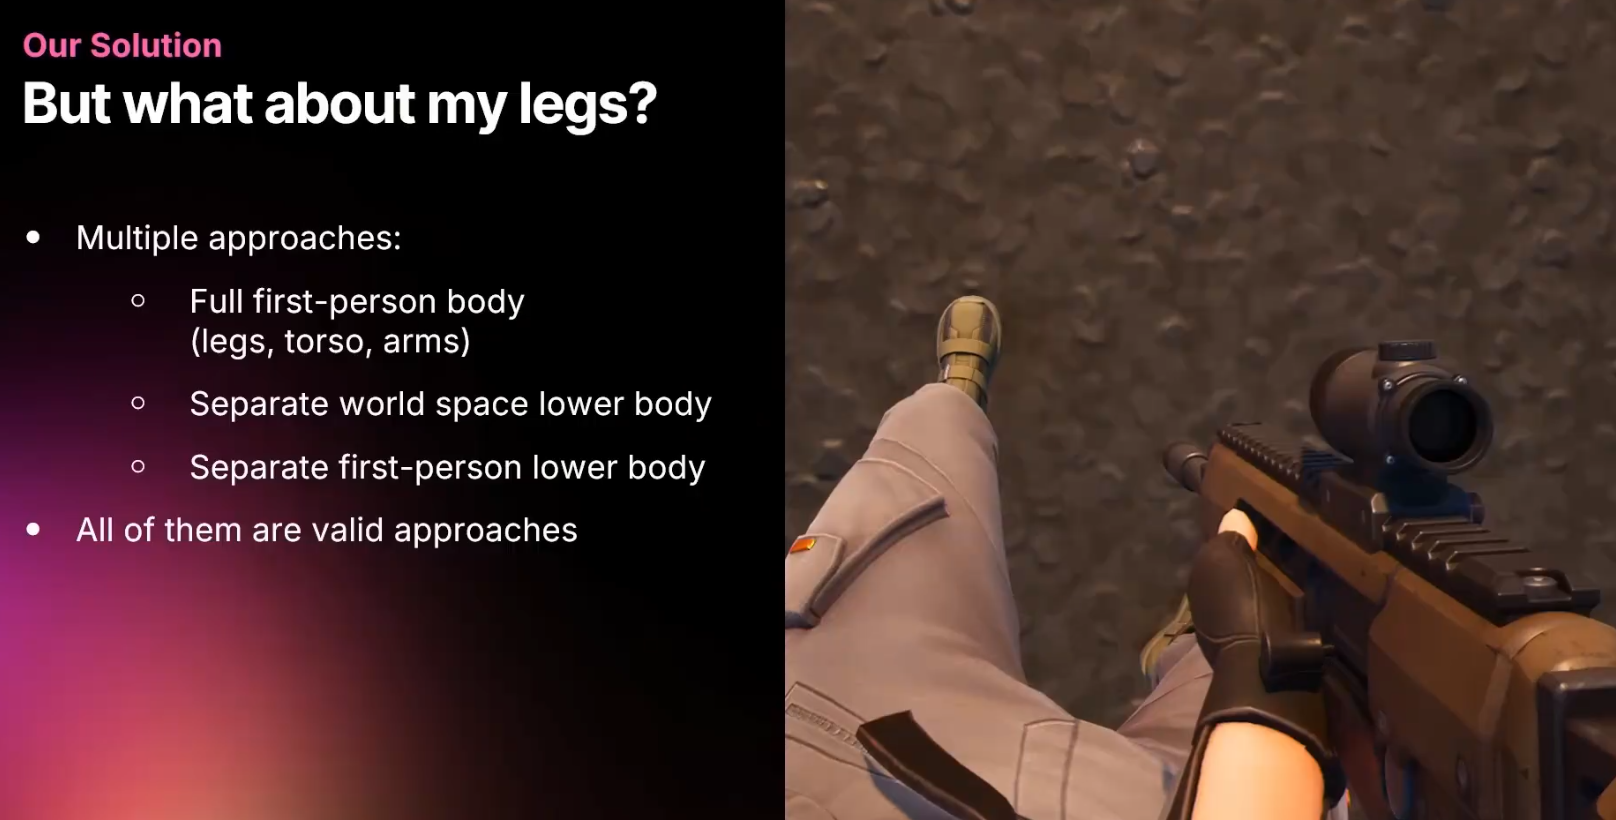 Our Solution
But what about my legs?
• Multiple approaches:
○ Full first-person body
(legs, torso, arms)
○ Separate world space lower body
○ Separate first-person lower body
• All of them are valid approaches